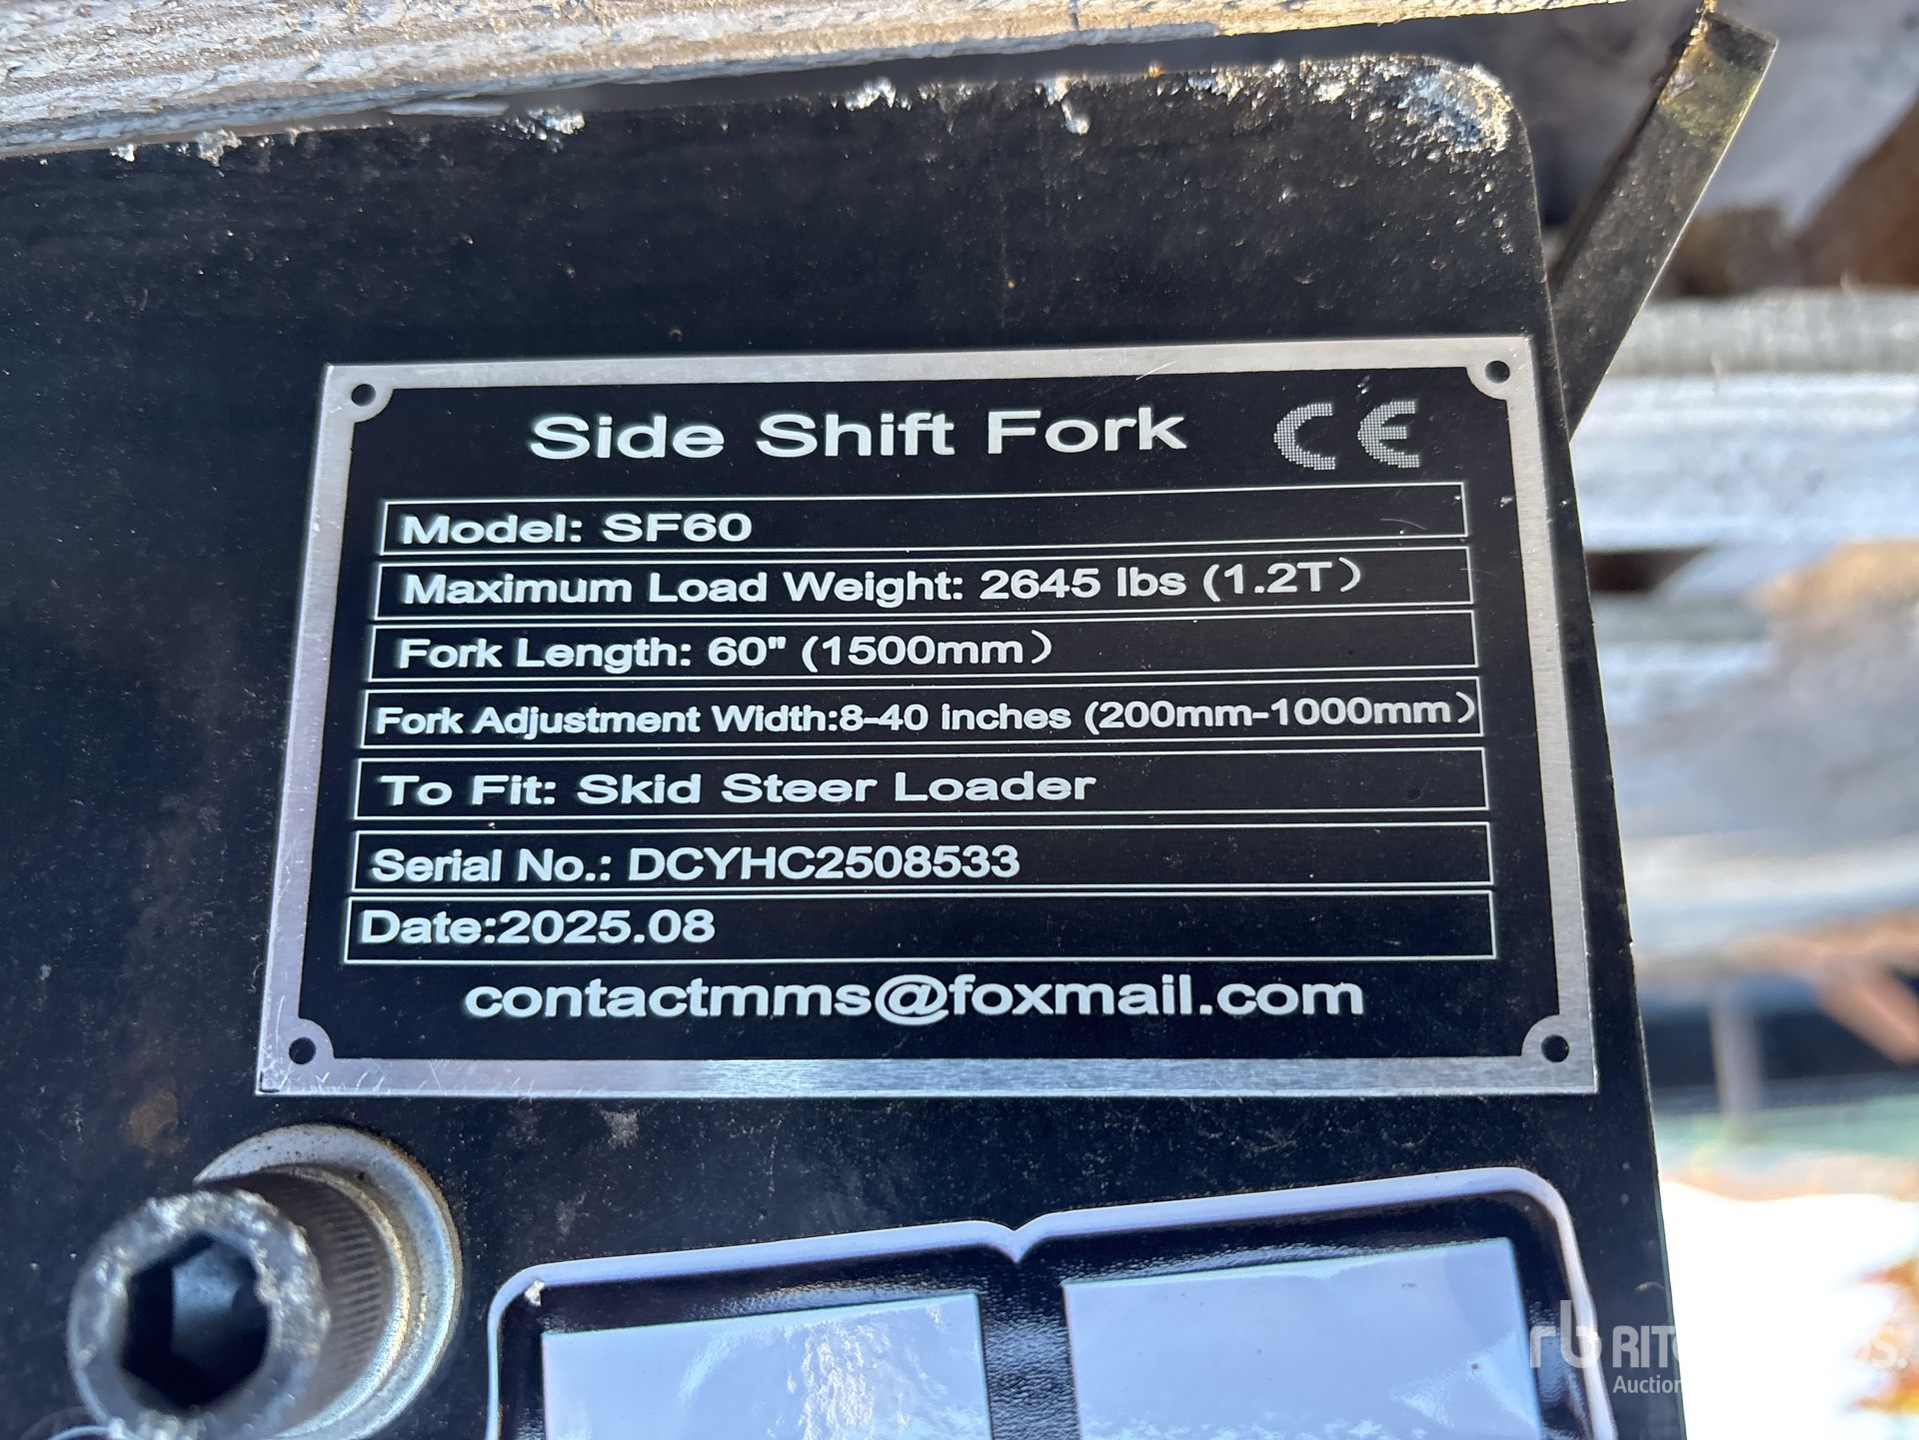 Side Shift Fork CE
Model: SF60
Maximum Load Weight: 2645 lbs (1.2T)
Fork Length: 60" (1500mm)
Fork Adjustment Width:8-40 inches (200mm-1000mm)
To Fit: Skid Steer Loader
Serial No.: DCYHC2508533
Date:2025.08
contactmms@foxmail.com
rb